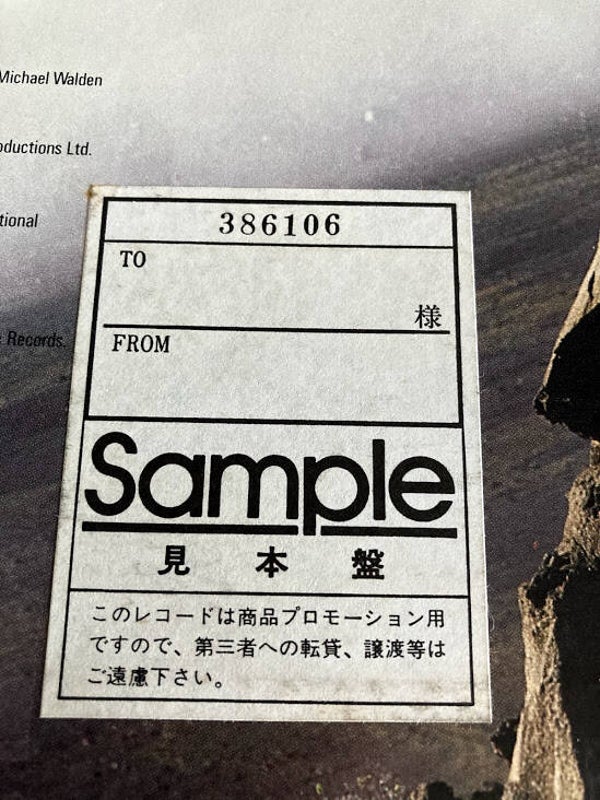 Michael Walden
oductions Ltd.
tional
Records.
386106
TO
様
FROM
Sample
見本盤
このレコードは商品プロモーション用
ですので、第三者への転貸、譲渡等は
ご遠慮下さい。